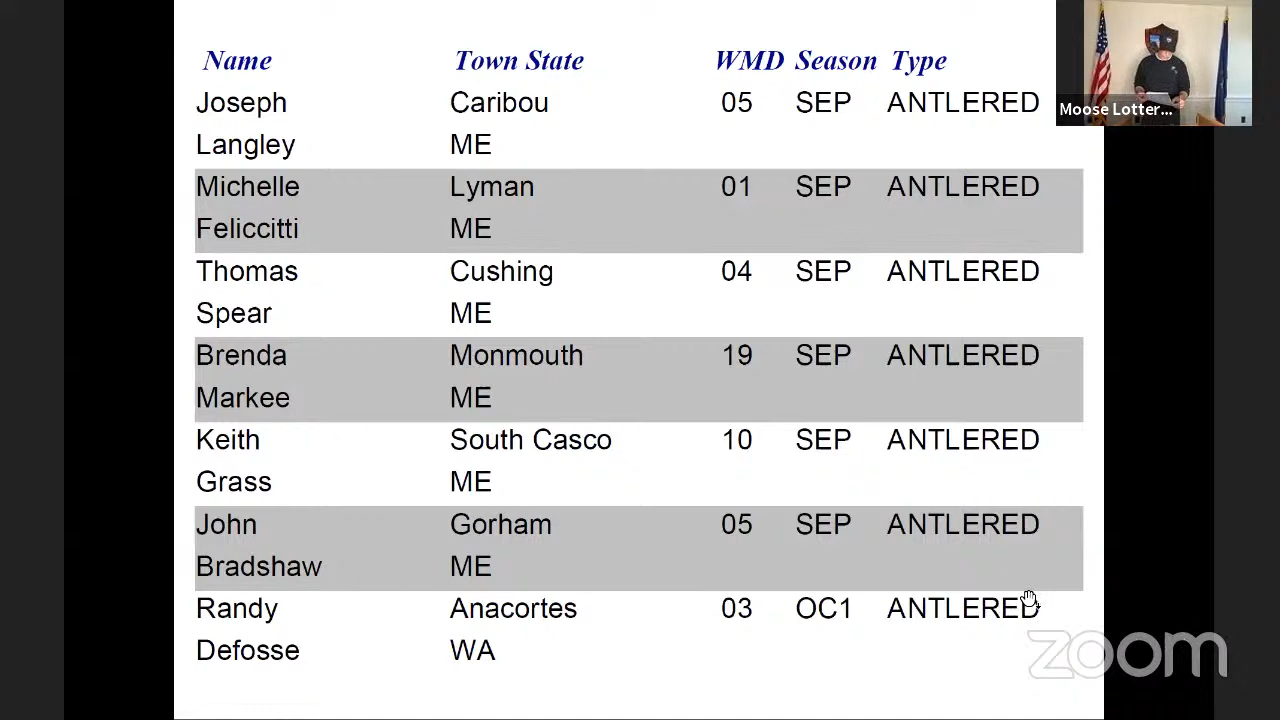 Name Town State WMD Season Type
Joseph Caribou 05 SEP ANTLERED
Langley ME
Michelle Lyman 01 SEP ANTLERED
Feliccitti ME
Thomas Cushing 04 SEP ANTLERED
Spear ME
Brenda Monmouth 19 SEP ANTLERED
Markee ME
Keith South Casco 10 SEP ANTLERED
Grass ME
John Gorham 05 SEP ANTLERED
Bradshaw ME
Randy Anacortes 03 OC1 ANTLERED
Defosse WA
Moose Lotter...
zoom